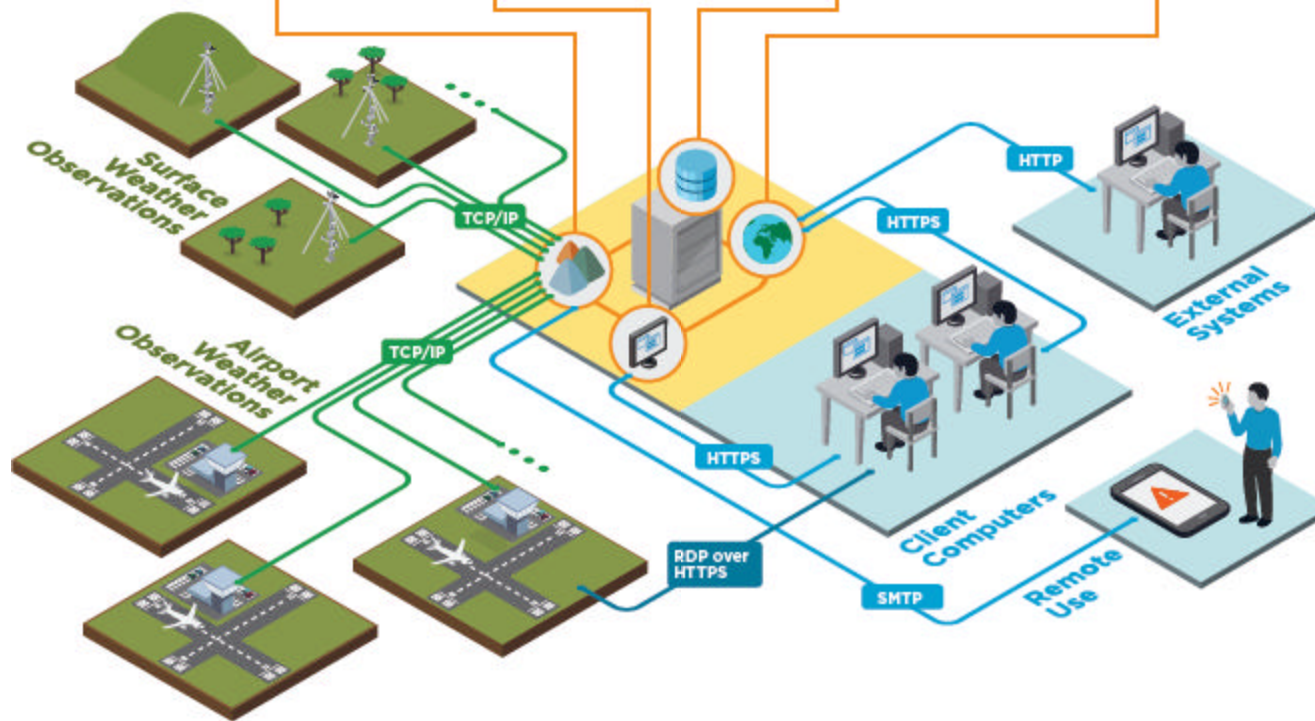 Surface
Weather
Observations
TCP/IP
HTTP
HTTPS
External
Systems
Airport
Weather
Observations
TCP/IP
HTTPS
Client
Computers
RDP over
HTTPS
SMTP
Remote
Use